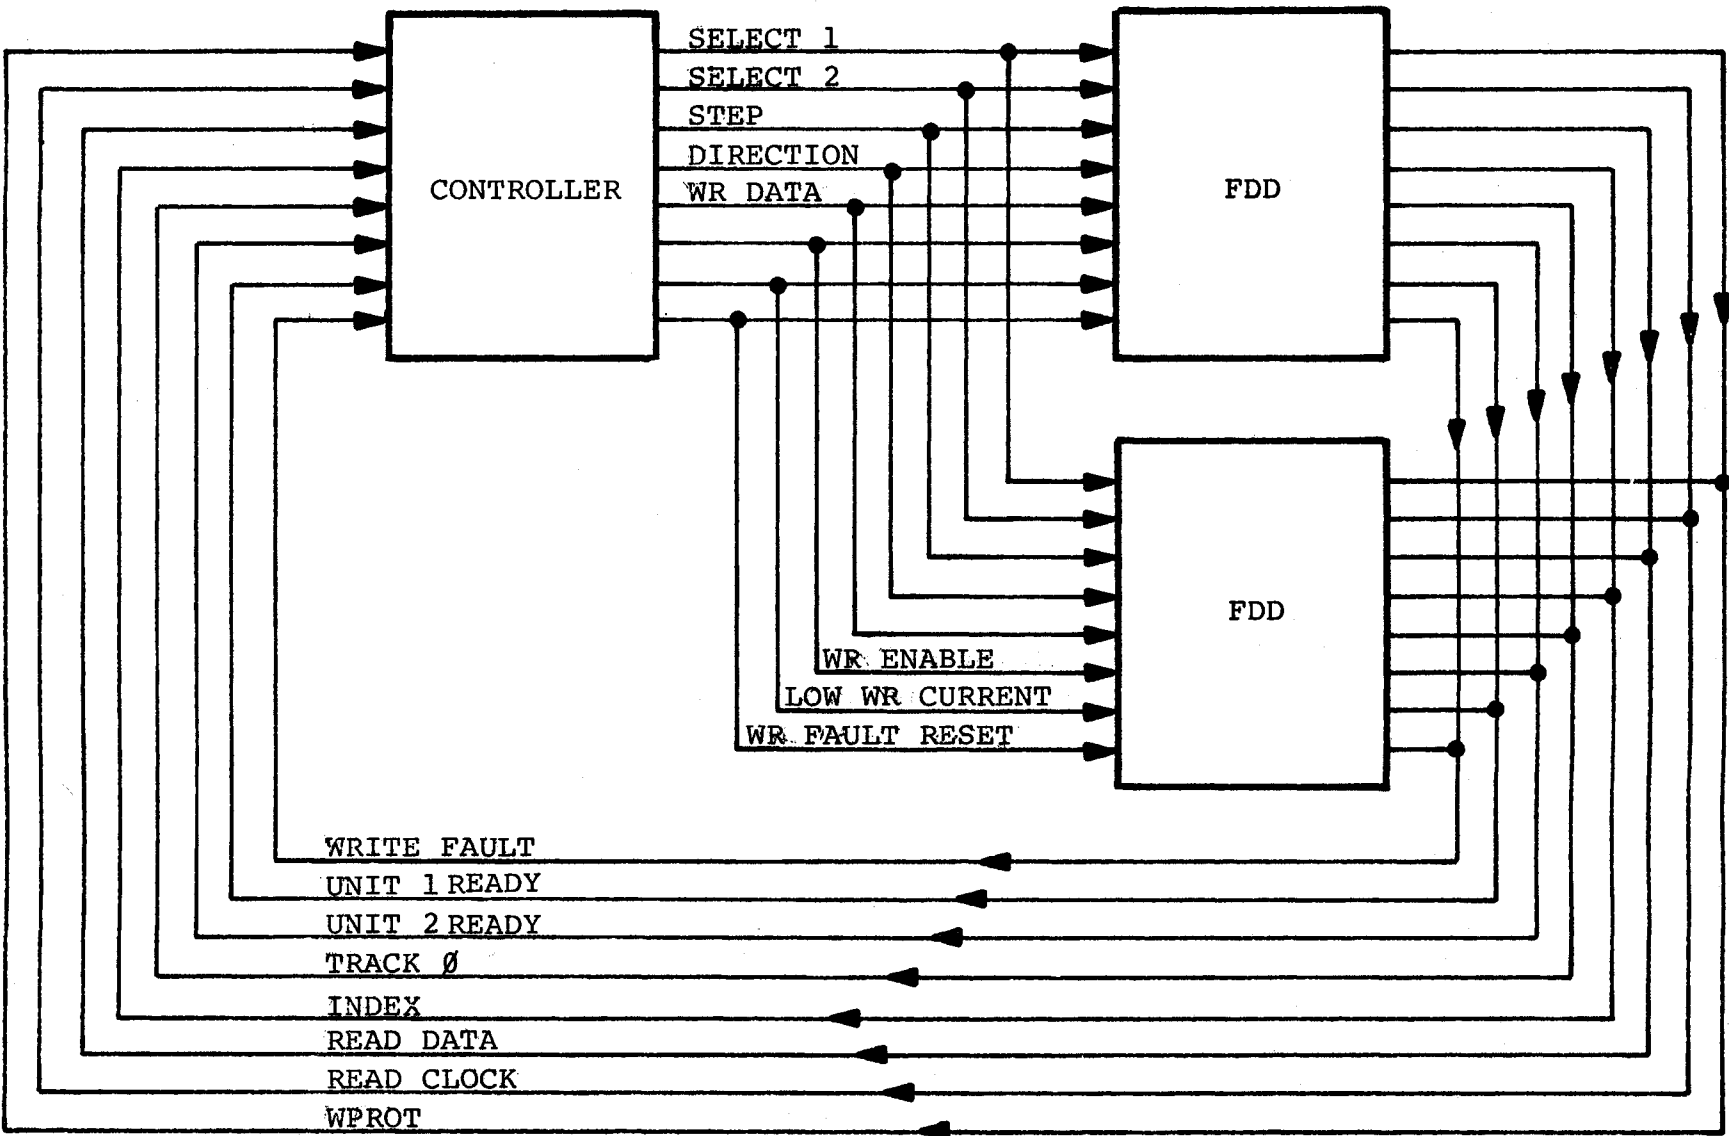 SELECT 1
SELECT 2
STEP
DIRECTION
WR DATA
CONTROLLER
FDD
FDD
WR ENABLE
LOW WR CURRENT
WR FAULT RESET
WRITE FAULT
UNIT 1 READY
UNIT 2 READY
TRACK Ø
INDEX
READ DATA
READ CLOCK
WPROT